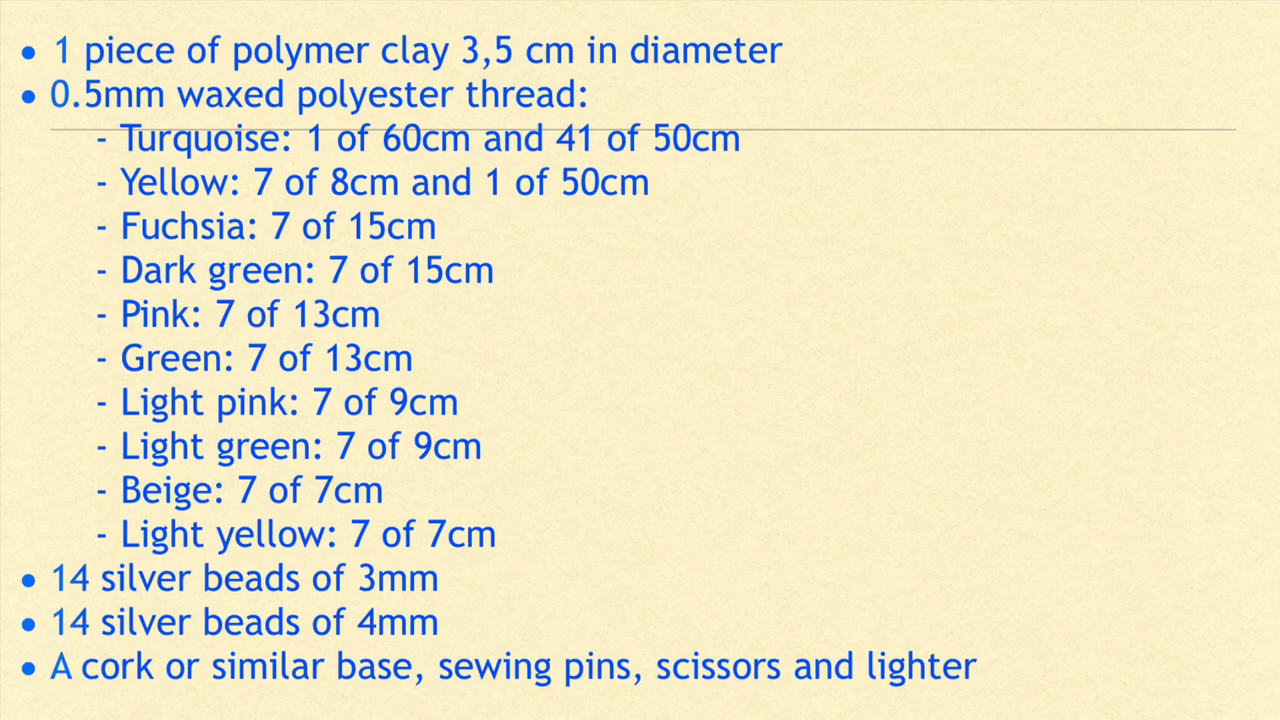 • 1 piece of polymer clay 3,5 cm in diameter
• 0.5mm waxed polyester thread:
- Turquoise: 1 of 60cm and 41 of 50cm
- Yellow: 7 of 8cm and 1 of 50cm
- Fuchsia: 7 of 15cm
- Dark green: 7 of 15cm
- Pink: 7 of 13cm
- Green: 7 of 13cm
- Light pink: 7 of 9cm
- Light green: 7 of 9cm
- Beige: 7 of 7cm
- Light yellow: 7 of 7cm
• 14 silver beads of 3mm
• 14 silver beads of 4mm
• A cork or similar base, sewing pins, scissors and lighter